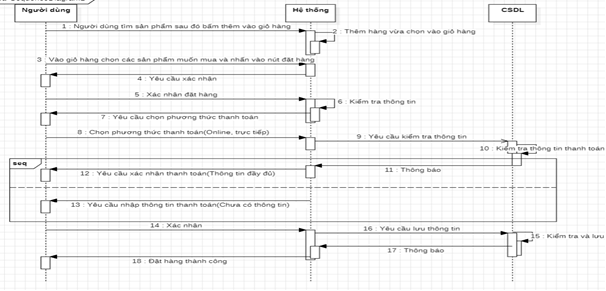 Người dùng
Hệ thống
CSDL
1 : Người dùng tìm sản phẩm sau đó bấm thêm vào giỏ hàng
2 : Thêm hàng vừa chọn vào giỏ hàng
3 Vào giỏ hàng chọn các sản phẩm muốn mua và nhấn vào nút đặt hàng
4 : Yêu cầu xác nhận
5 : Xác nhận đặt hàng
6 : Kiểm tra thông tin
7 : Yêu cầu chọn phương thức thanh toán
8 : Chọn phương thức thanh toán(Online, trực tiếp)
9 : Yêu cầu kiểm tra thông tin
10 : Kiểm tra thông tin thanh toán
seq
11 : Thông báo
12 : Yêu cầu xác nhận thanh toán(Thông tin đầy đủ)
13 : Yêu cầu nhập thông tin thanh toán(Chưa có thông tin)
14 : Xác nhận
16 : Yêu cầu lưu thông tin
15 : Kiểm tra và lưu
17 : Thông báo
18 : Đặt hàng thành công